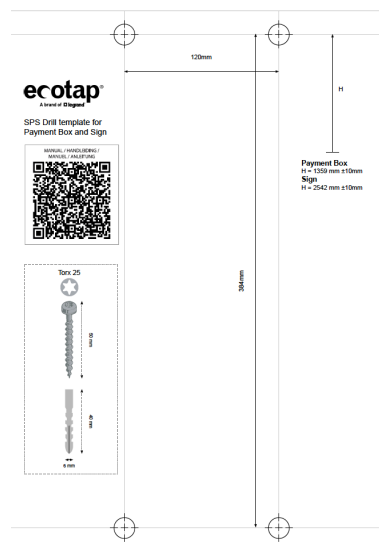 120mm
H
ecotap®
A brand of legrand
SPS Drill template for
Payment Box and Sign
MANUAL / HANDLEIDING /
MANUEL / ANLEITUNG
Payment Box
H = 1359 mm ±10mm
Sign
H = 2542 mm ±10mm
384mm
Torx 25
50 mm
40 mm
6 mm